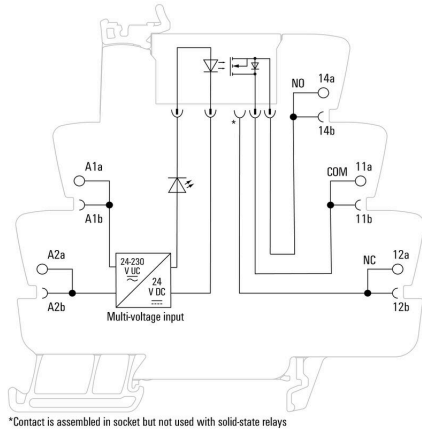 NO
14a
*
14b
A1a
COM
11a
A1b
11b
A2a
24-230
V UC
24
V DC
NC
12a
A2b
12b
Multi-voltage input
*Contact is assembled in socket but not used with solid-state relays